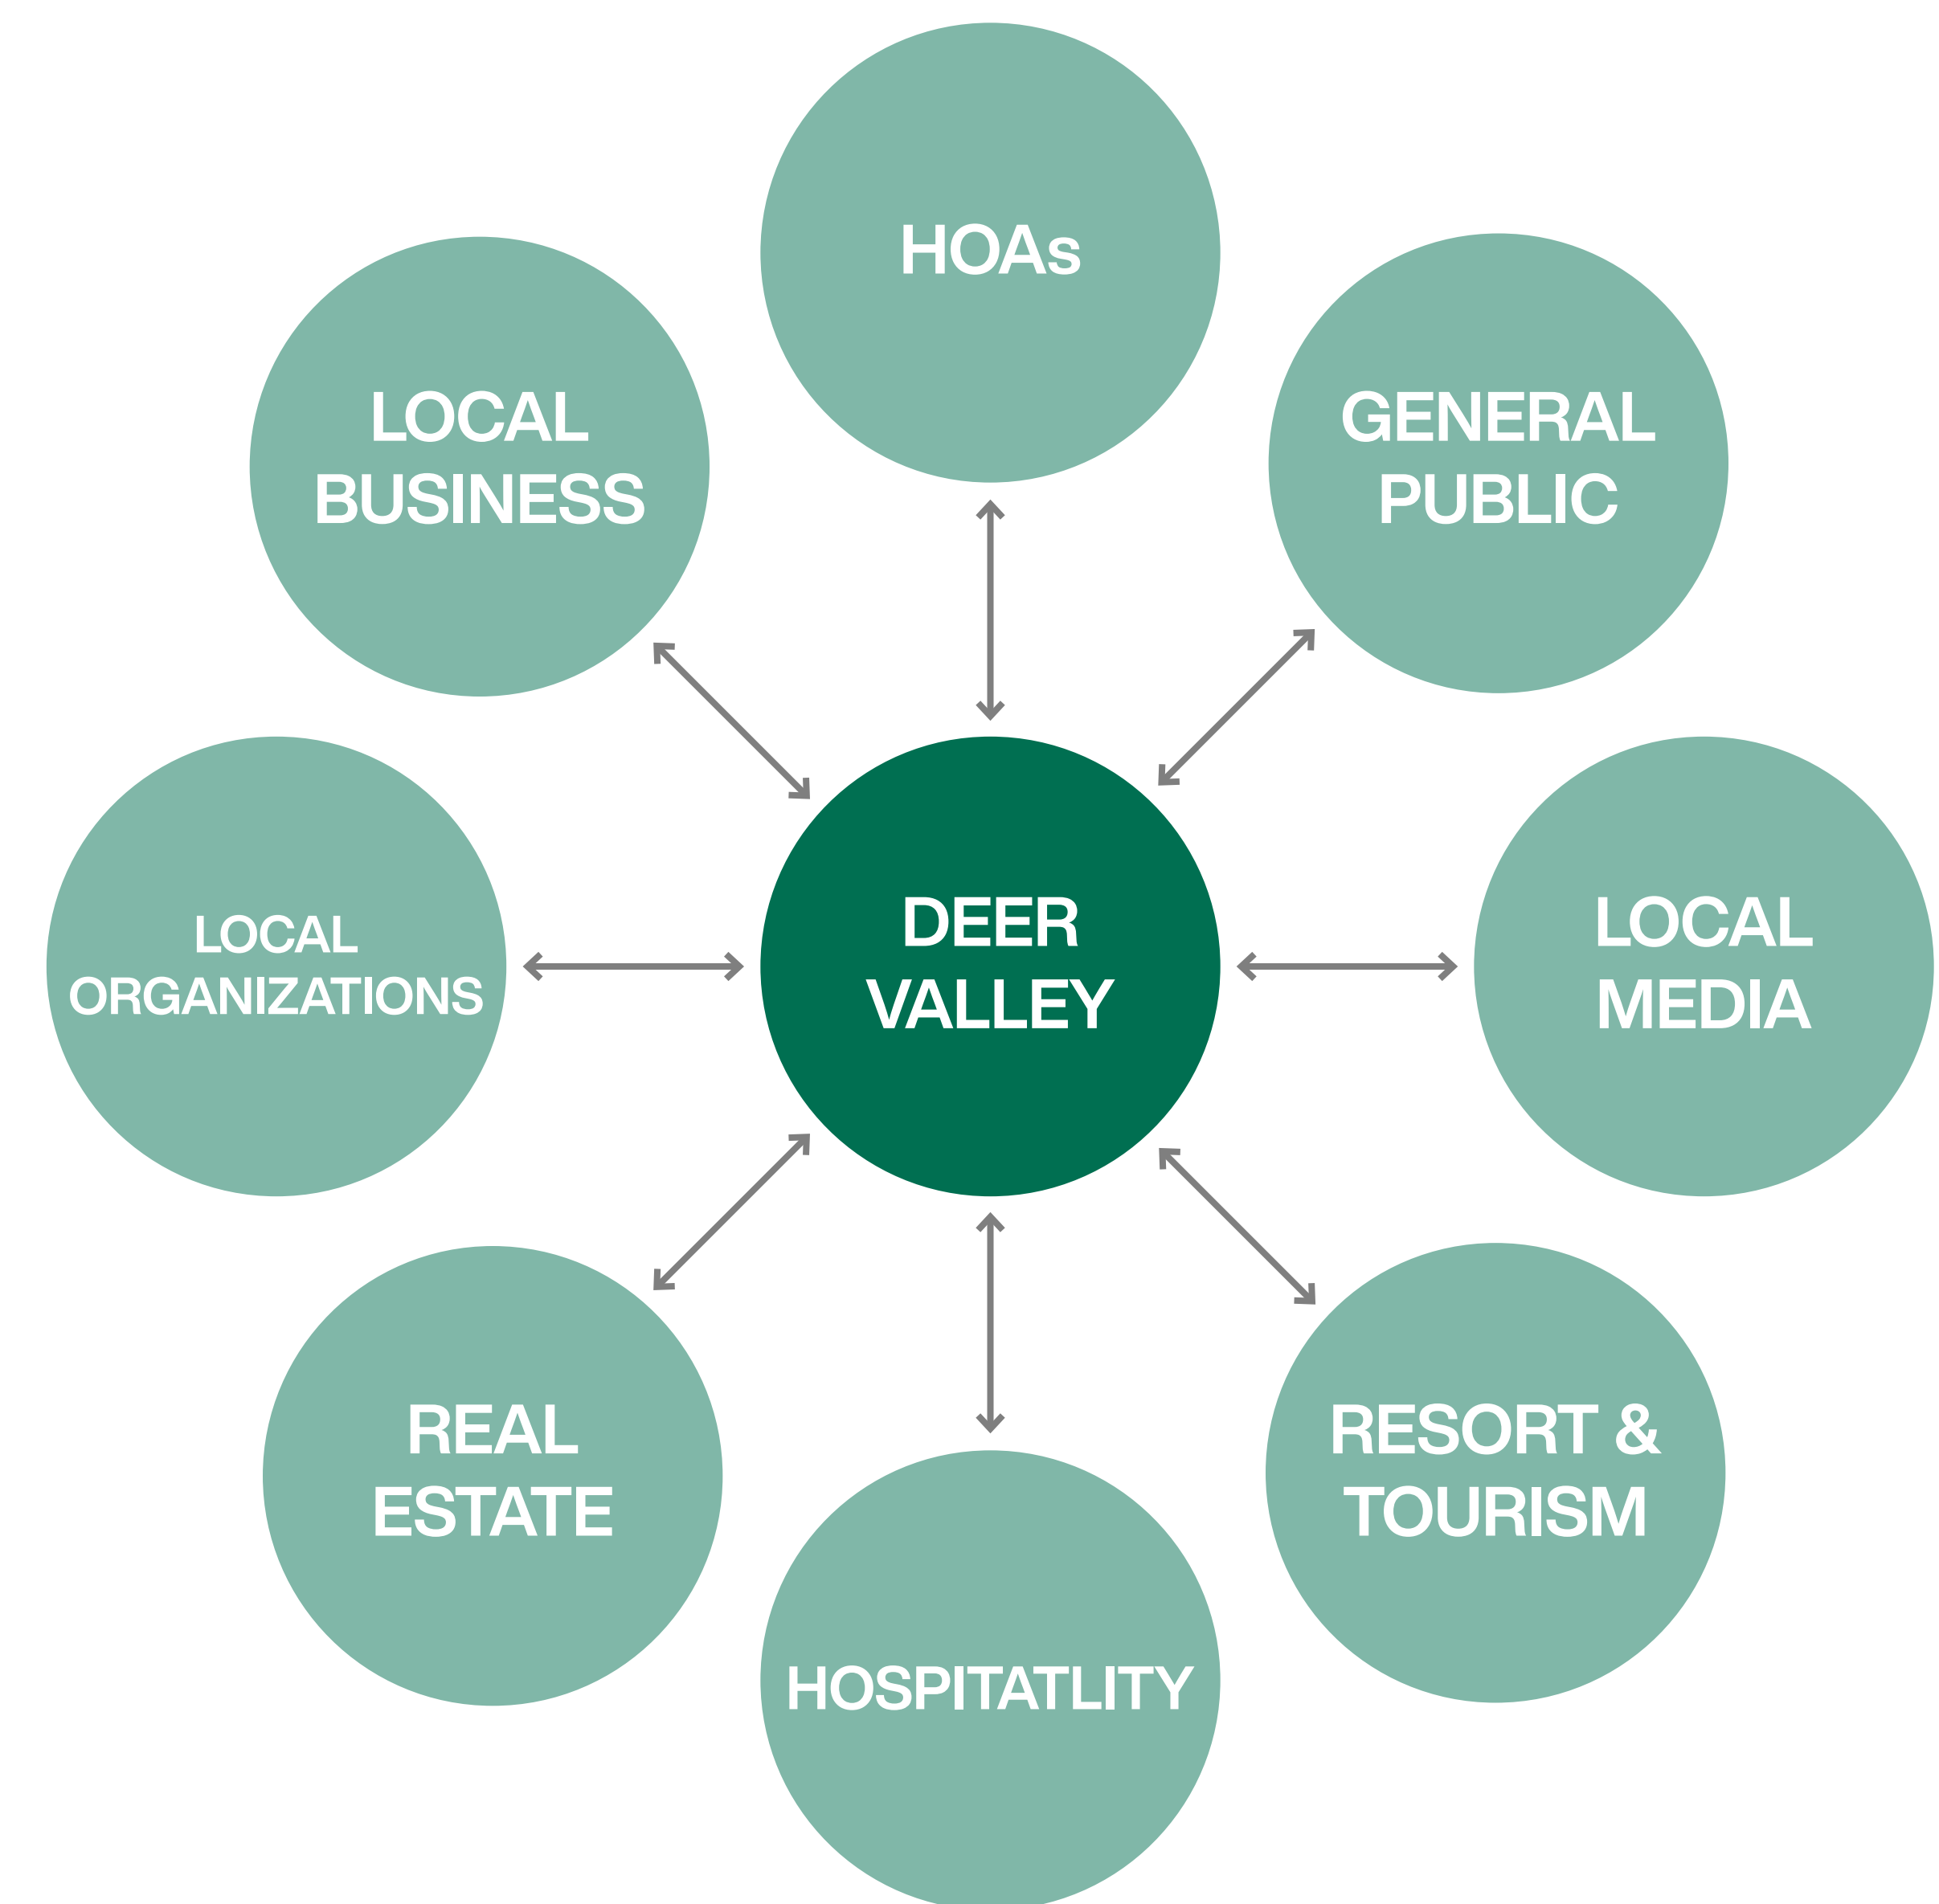 HOAs
LOCAL
BUSINESS
GENERAL
PUBLIC
LOCAL
ORGANIZATIONS
DEER
VALLEY
LOCAL
MEDIA
REAL
ESTATE
RESORT &
TOURISM
HOSPITATLITY